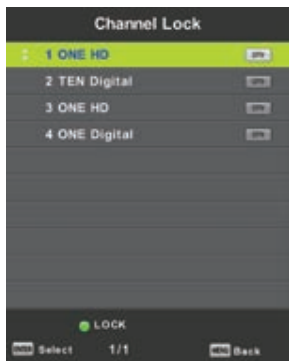 Channel Lock
1 ONE HD
2 TEN Digital
3 ONE HD
4 ONE Digital
LOCK
Select 1/1 MENU Back